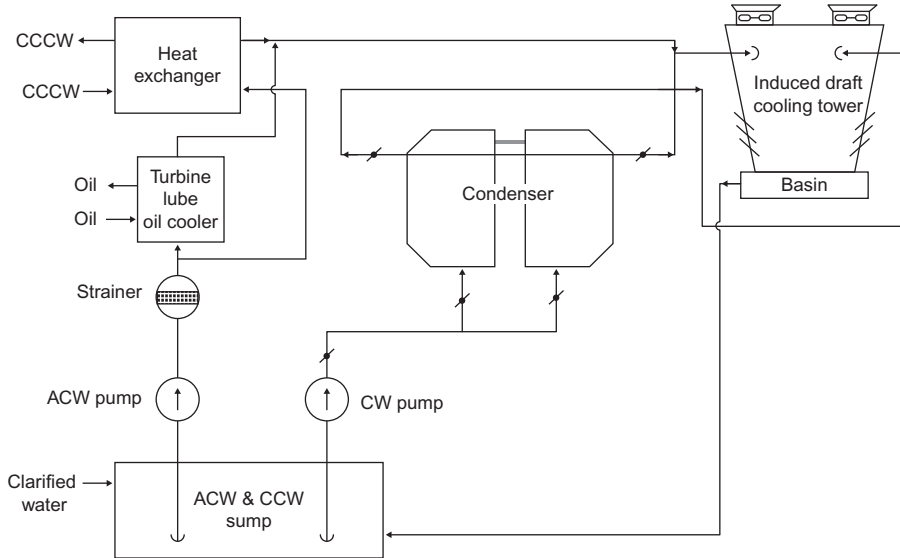 CCCW
CCCW
Heat
exchanger
Induced draft
cooling tower
Basin
Oil
Oil
Turbine
lube
oil cooler
Condenser
Strainer
ACW pump
CW pump
Clarified
water
ACW & CCW
sump